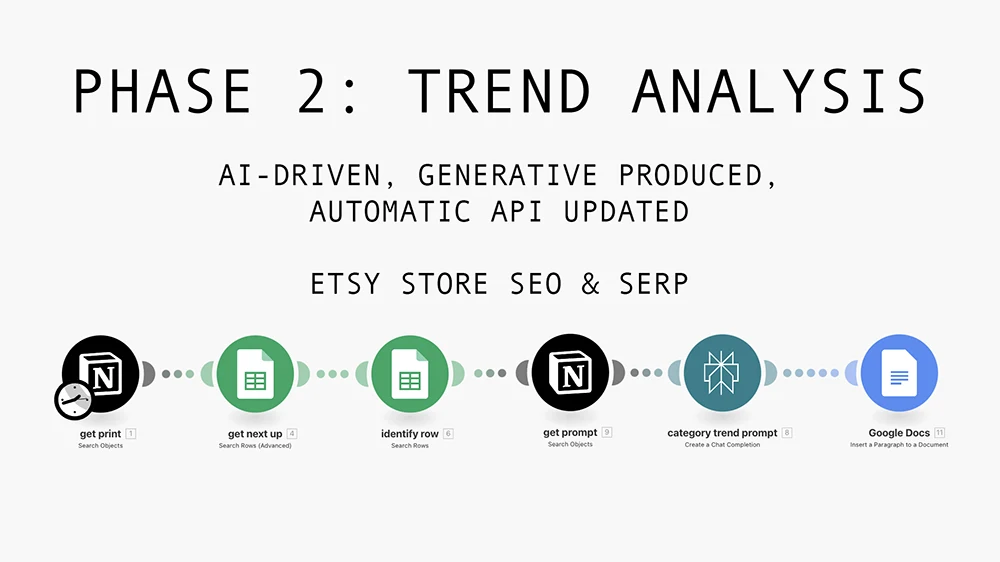 PHASE 2: TREND ANALYSIS
AI-DRIVEN, GENERATIVE PRODUCED,
AUTOMATIC API UPDATED
ETSY STORE SEO & SERP
N
N
get print 1
Search Objects
get next up 4
Search Rows (Advanced)
identify row 6
Search Rows
get prompt 9
Search Objects
category trend prompt 8
Create a Chat Completion
Google Docs 11
Insert a Paragraph to a Document